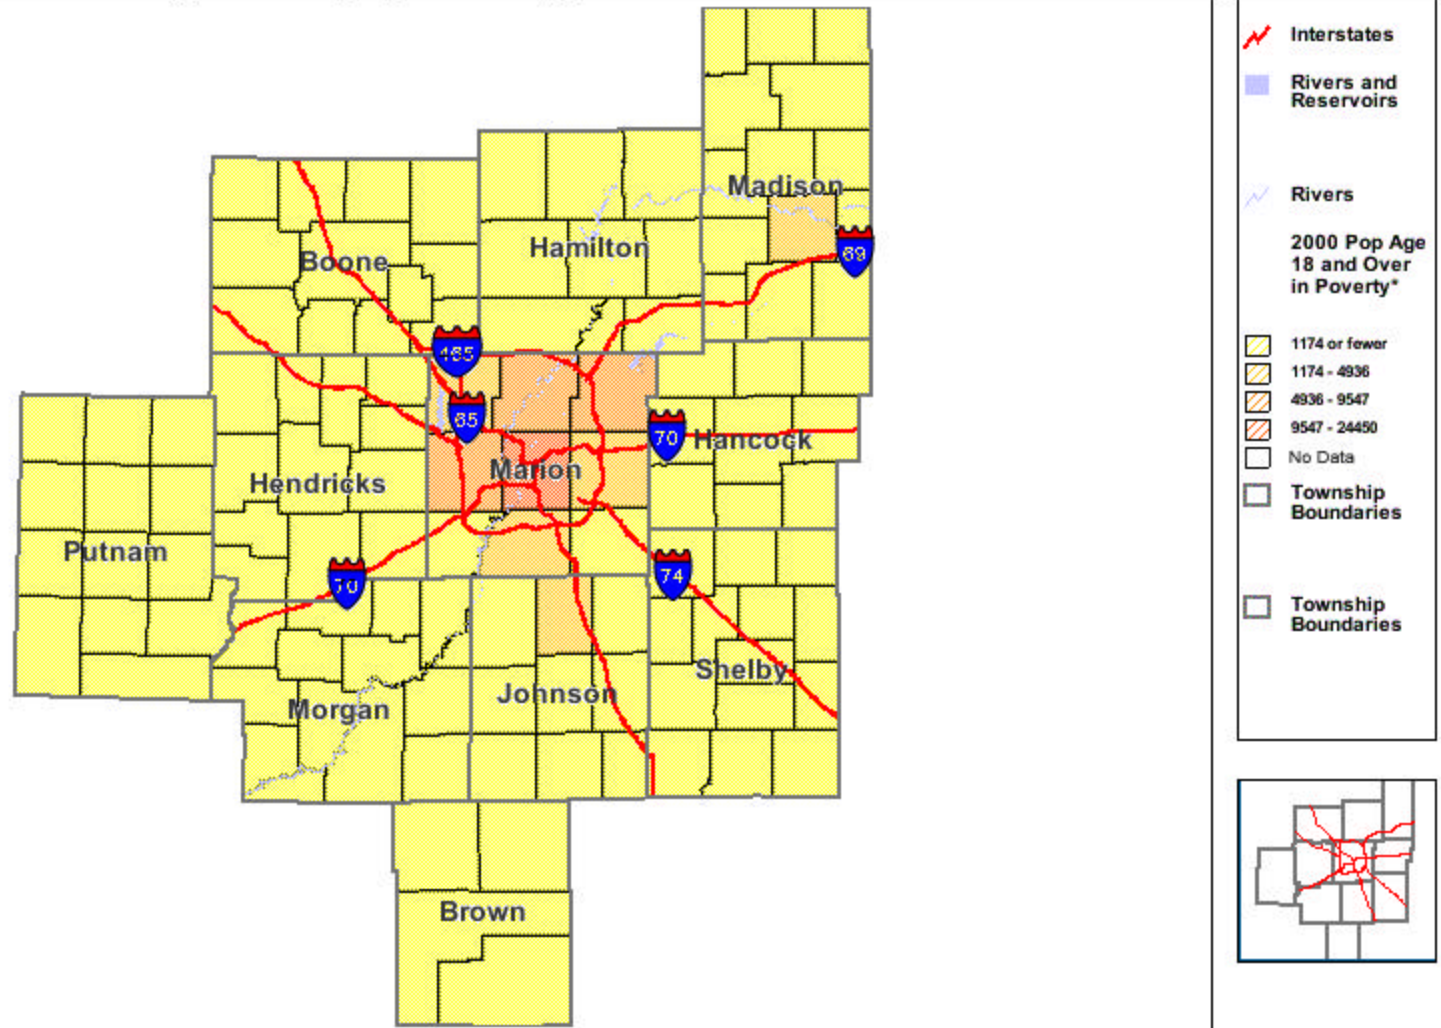 Interstates
Rivers and
Reservoirs
Rivers
2000 Pop Age
18 and Over
in Poverty*
1174 or fewer
1174 - 4936
4936 - 9547
9547 - 24450
No Data
Township
Boundaries
Township
Boundaries
Madison
Hamilton
69
Boone
465
65
70
Hancock
Marion
Hendricks
Putnam
74
70
Shelby
Johnson
Morgan
Brown